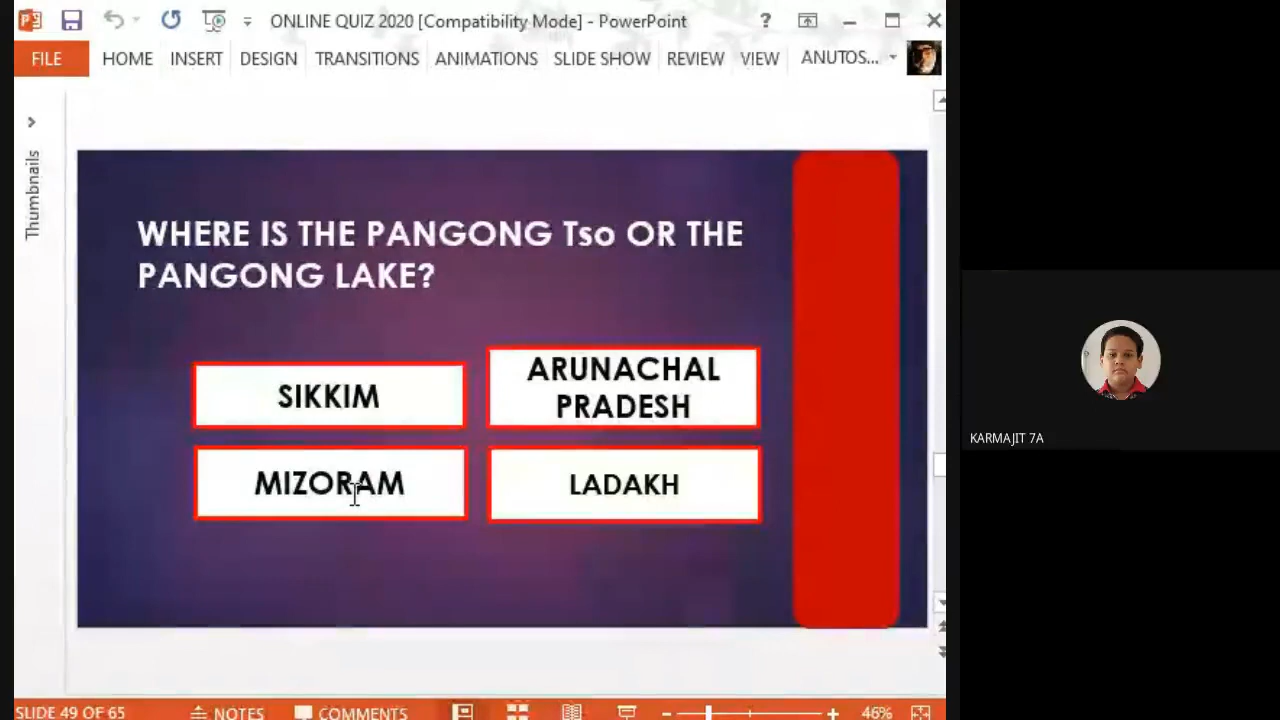 ONLINE QUIZ 2020 [Compatibility Mode] - PowerPoint
?
FILE HOME INSERT DESIGN TRANSITIONS ANIMATIONS SLIDE SHOW REVIEW VIEW ANUTOS...
Thumbnails
WHERE IS THE PANGONG Tso OR THE
PANGONG LAKE?
SIKKIM
ARUNACHAL
PRADESH
MIZORAM
LADAKH
KARMAJIT 7A
SLIDE 49 OF 65 NOTES COMMENTS 46%